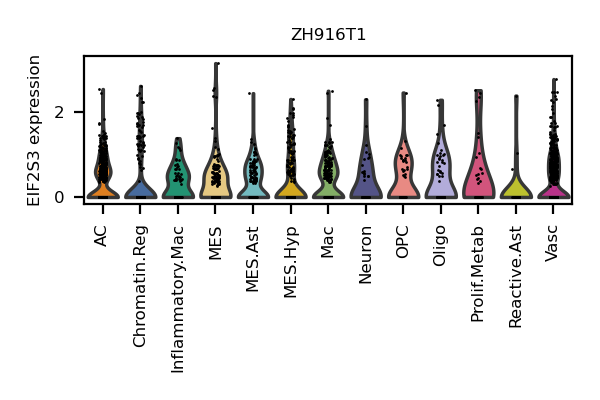 ZH916T1
EIF2S3 expression
2
0
AC
Chromatin.Reg
Inflammatory.Mac
MES
MES.Ast
MES.Hyp
Mac
Neuron
OPC
Oligo
Prolif.Metab
Reactive.Ast
Vasc